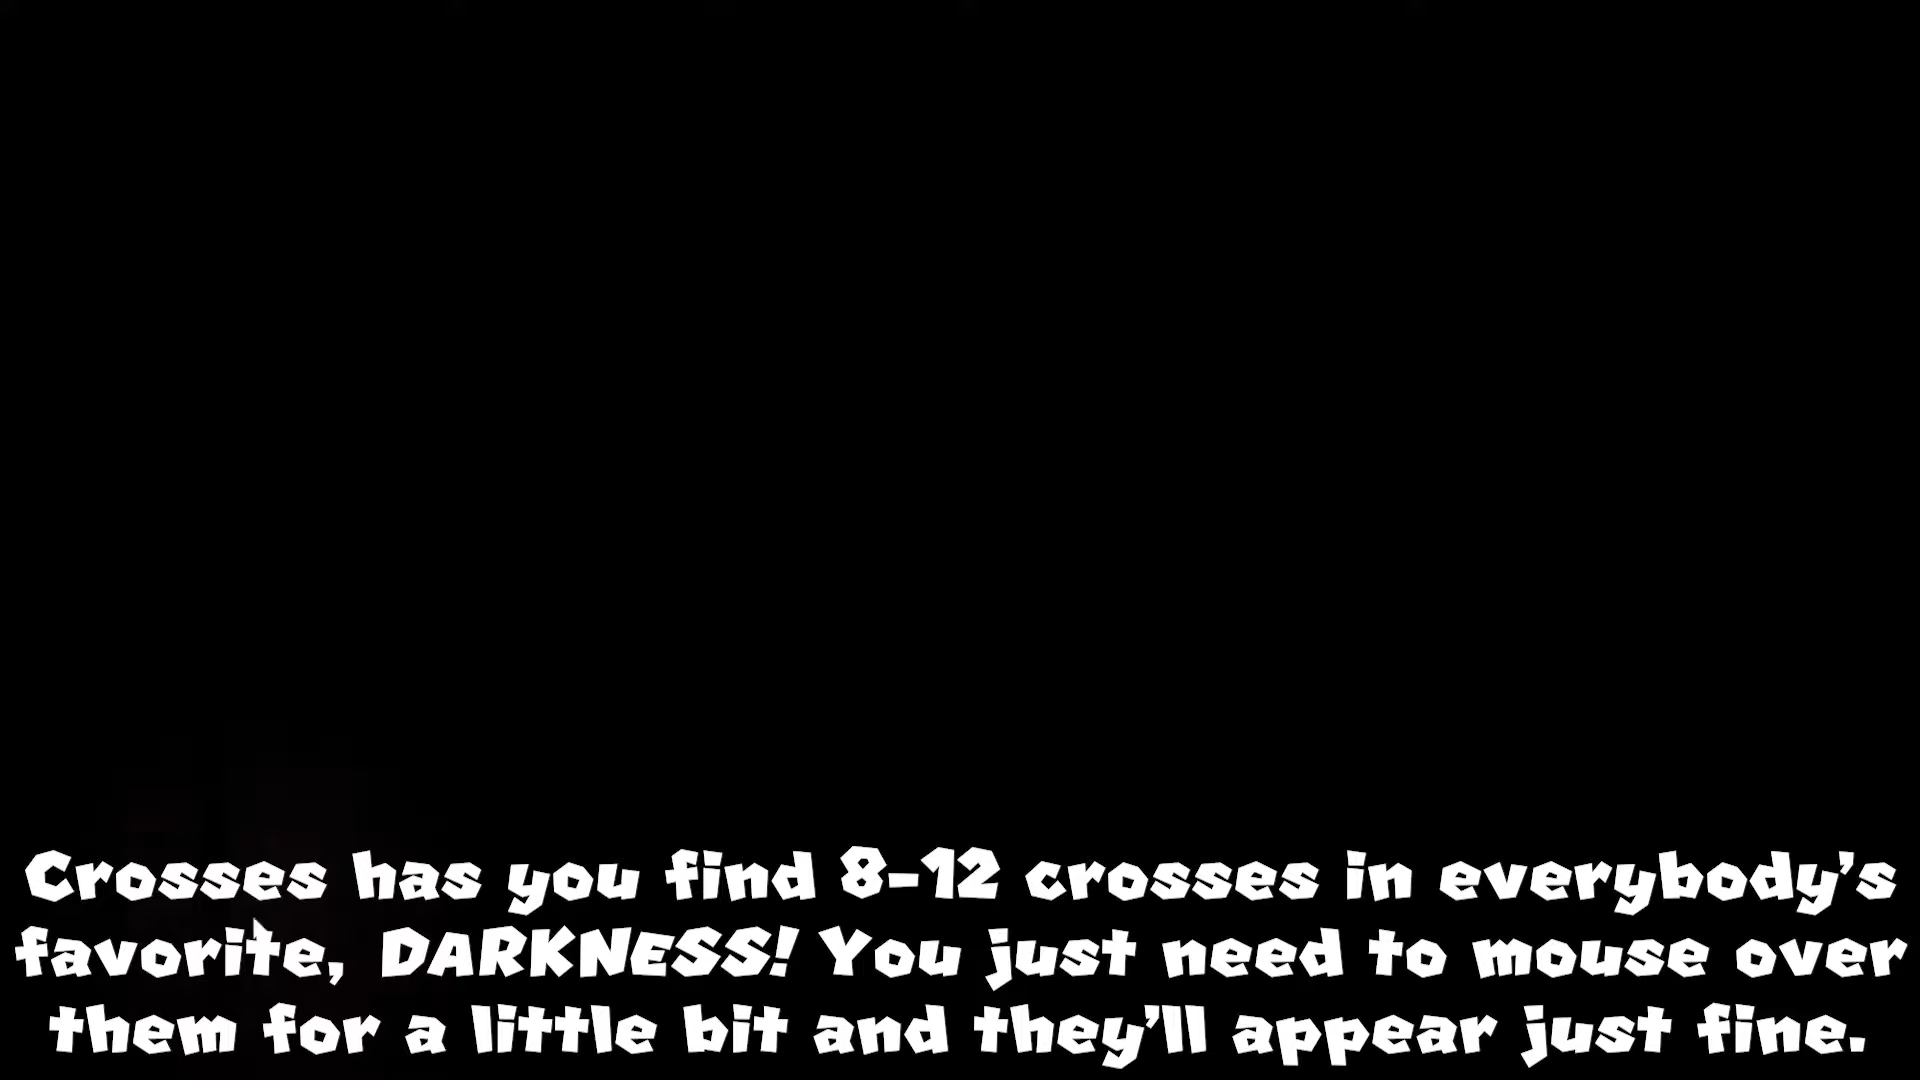 Crosses has you find 8-12 crosses in everybody's
favorite, DARKNESS! You just need to mouse over
them for a little bit and they'll appear just fine.